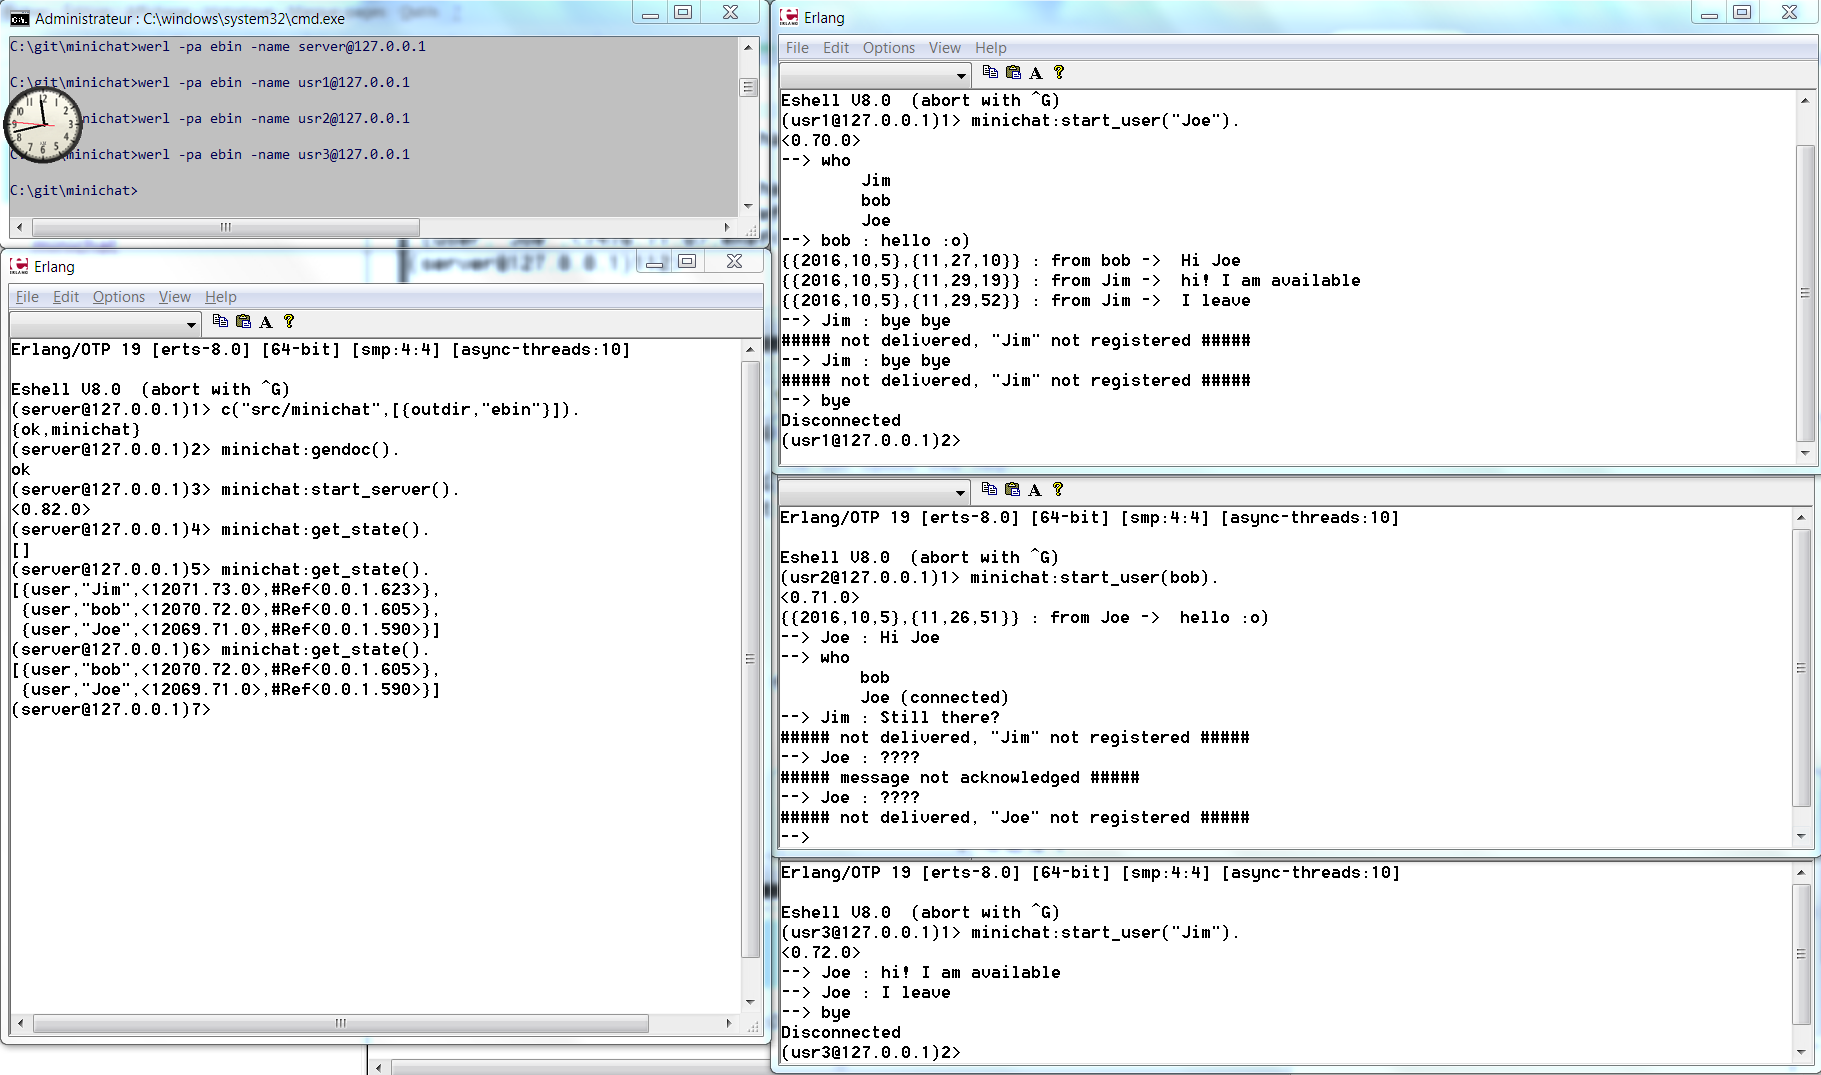 Administrateur : C:\windows\system32\cmd.exe
C:\git\minichat>werl -pa ebin -name server@127.0.0.1
C:\git\minichat>werl -pa ebin -name usr1@127.0.0.1
chat>werl -pa ebin -name usr2@127.0.0.1
chat>werl -pa ebin -name usr3@127.0.0.1
C:\git\minichat>
Erlang
File Edit Options View Help
Erlang/OTP 19 [erts-8.0] [64-bit] [smp:4:4] [async-threads:10]
Eshell V8.0  (abort with ^G)
(server@127.0.0.1)1> c("src/minichat",[{outdir,"ebin"}]).
{ok,minichat}
(server@127.0.0.1)2> minichat:gendoc().
ok
(server@127.0.0.1)3> minichat:start_server().
<0.82.0>
(server@127.0.0.1)4> minichat:get_state().
[]
(server@127.0.0.1)5> minichat:get_state().
[{user,"Jim",<12071.73.0>,#Ref<0.0.1.623>},
 {user,"bob",<12070.72.0>,#Ref<0.0.1.605>},
 {user,"Joe",<12069.71.0>,#Ref<0.0.1.590>}]
(server@127.0.0.1)6> minichat:get_state().
[{user,"bob",<12070.72.0>,#Ref<0.0.1.605>},
 {user,"Joe",<12069.71.0>,#Ref<0.0.1.590>}]
(server@127.0.0.1)7>
Erlang
File Edit Options View Help
Eshell V8.0  (abort with ^G)
(usr1@127.0.0.1)1> minichat:start_user("Joe").
<0.70.0>
--> who
Jim
bob
Joe
--> bob : hello :o)
{{2016,10,5},{11,27,10}} : from bob ->  Hi Joe
{{2016,10,5},{11,29,19}} : from Jim ->  hi! I am available
{{2016,10,5},{11,29,52}} : from Jim ->  I leave
--> Jim : bye bye
##### not delivered, "Jim" not registered #####
--> Jim : bye bye
##### not delivered, "Jim" not registered #####
--> bye
Disconnected
(usr1@127.0.0.1)2>
Erlang/OTP 19 [erts-8.0] [64-bit] [smp:4:4] [async-threads:10]
Eshell V8.0  (abort with ^G)
(usr2@127.0.0.1)1> minichat:start_user(bob).
<0.71.0>
{{2016,10,5},{11,26,51}} : from Joe ->  hello :o)
--> Joe : Hi Joe
--> who
bob
Joe (connected)
--> Jim : Still there?
##### not delivered, "Jim" not registered #####
--> Joe : ????
##### message not acknowledged #####
--> Joe : ????
##### not delivered, "Joe" not registered #####
-->
Erlang/OTP 19 [erts-8.0] [64-bit] [smp:4:4] [async-threads:10]
Eshell V8.0  (abort with ^G)
(usr3@127.0.0.1)1> minichat:start_user("Jim").
<0.72.0>
--> Joe : hi! I am available
--> Joe : I leave
--> bye
Disconnected
(usr3@127.0.0.1)2>